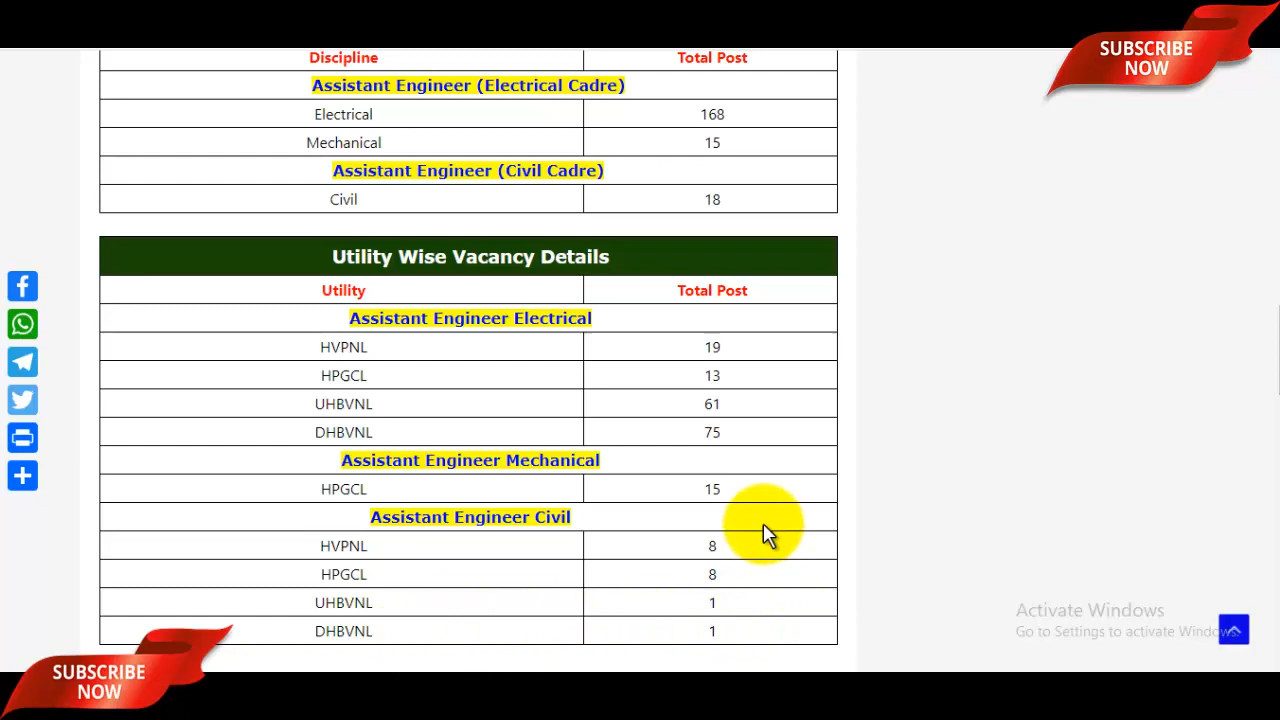 SUBSCRIBE
NOW
Discipline Total Post
Assistant Engineer (Electrical Cadre)
Electrical 168
Mechanical 15
Assistant Engineer (Civil Cadre)
Civil 18
Utility Wise Vacancy Details
Utility Total Post
Assistant Engineer Electrical
HVPNL 19
HPGCL 13
UHBVNL 61
DHBVNL 75
Assistant Engineer Mechanical
HPGCL 15
Assistant Engineer Civil
HVPNL 8
HPGCL 8
UHBVNL 1
DHBVNL 1
Activate Windows
Go to Settings to activate Windows.
SUBSCRIBE
NOW